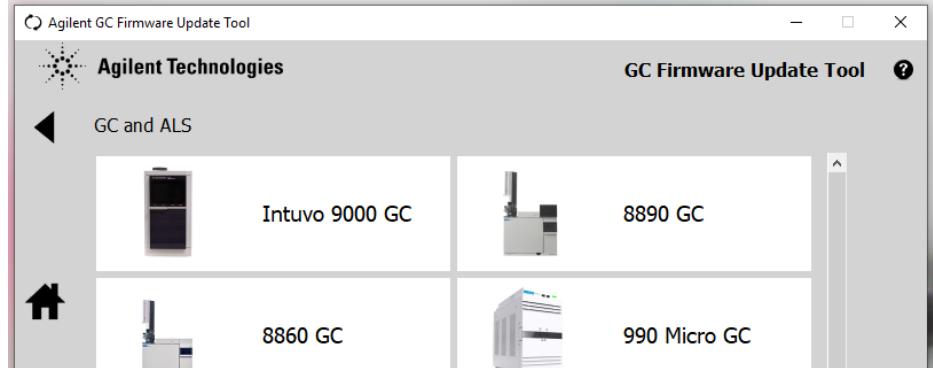 Agilent GC Firmware Update Tool
Agilent Technologies
GC Firmware Update Tool
?
GC and ALS
Intuvo 9000 GC
8890 GC
8860 GC
990 Micro GC